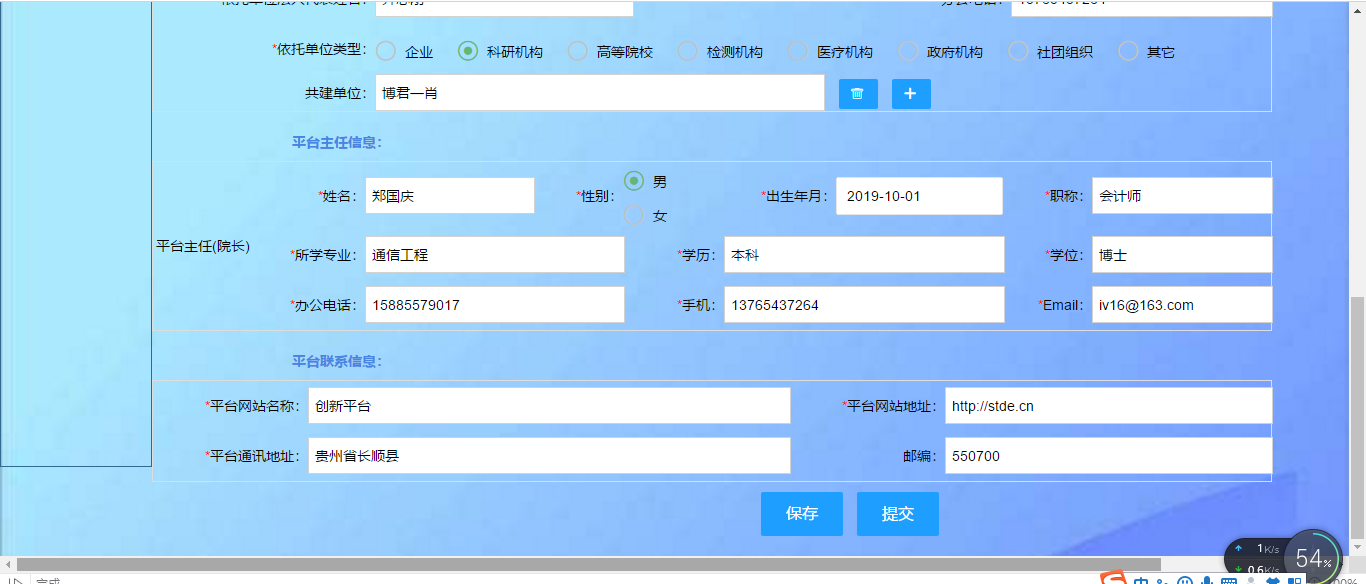 *依托单位类型: 企业 科研机构 高等院校 检测机构 医疗机构 政府机构 社团组织 其它
共建单位: 博君一肖
平台主任信息:
*姓名: 郑国庆 *性别: 男 *出生年月: 2019-10-01 *职称: 会计师
女
平台主任(院长)
*所学专业: 通信工程 *学历: 本科 *学位: 博士
*办公电话: 15885579017 *手机: 13765437264 *Email: iv16@163.com
平台联系信息:
*平台网站名称: 创新平台 *平台网站地址: http://stde.cn
*平台通讯地址: 贵州省长顺县 邮编: 550700
保存 提交
1K/s
0.6K/s
54%
完成